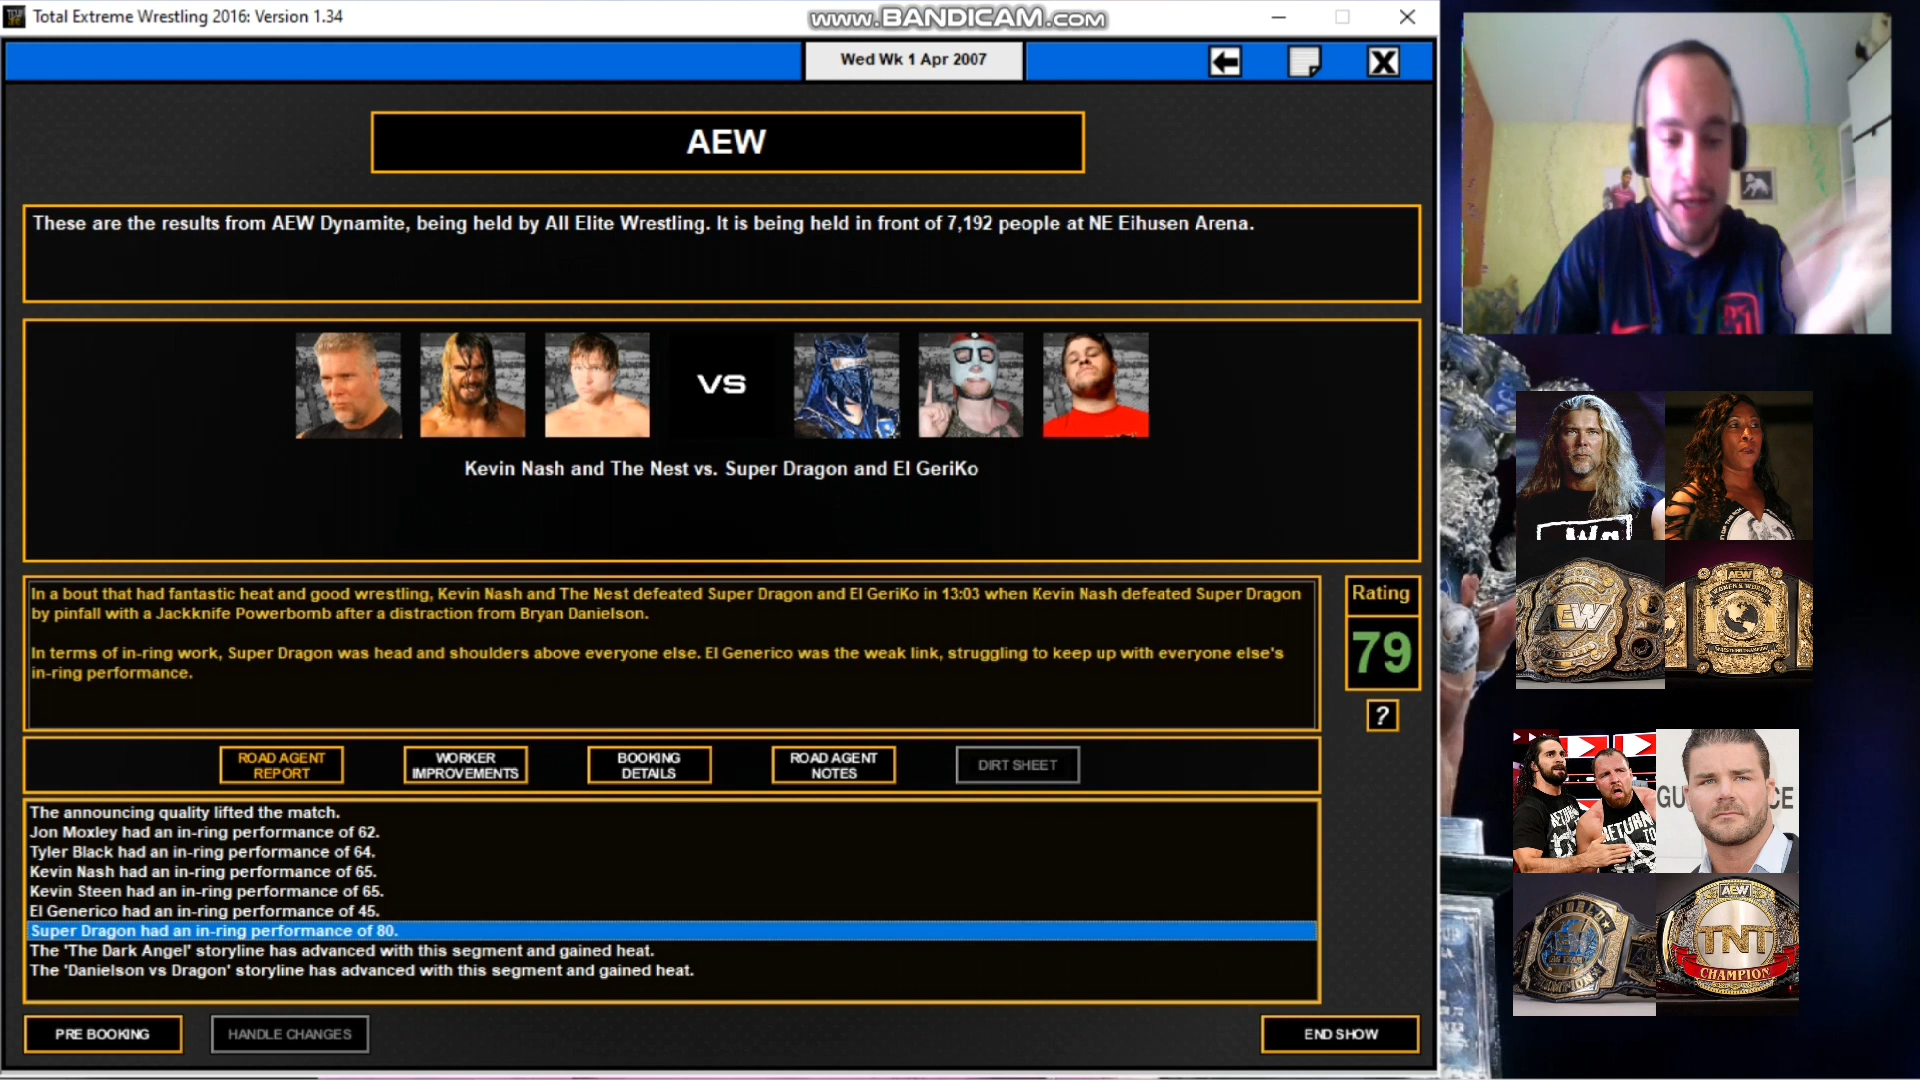 Total Extreme Wrestling 2016: Version 1.34
www.BANDICAM.com
Wed Wk 1 Apr 2007
AEW
These are the results from AEW Dynamite, being held by All Elite Wrestling. It is being held in front of 7,192 people at NE Eihusen Arena.
VS
Kevin Nash and The Nest vs. Super Dragon and El GeriKo
In a bout that had fantastic heat and good wrestling, Kevin Nash and The Nest defeated Super Dragon and El GeriKo in 13:03 when Kevin Nash defeated Super Dragon
by pinfall with a Jackknife Powerbomb after a distraction from Bryan Danielson.
In terms of in-ring work, Super Dragon was head and shoulders above everyone else. El Generico was the weak link, struggling to keep up with everyone else's
in-ring performance.
Rating
79
?
ROAD AGENT
REPORT
WORKER
IMPROVEMENTS
BOOKING
DETAILS
ROAD AGENT
NOTES
DIRT SHEET
The announcing quality lifted the match.
Jon Moxley had an in-ring performance of 62.
Tyler Black had an in-ring performance of 64.
Kevin Nash had an in-ring performance of 65.
Kevin Steen had an in-ring performance of 65.
El Generico had an in-ring performance of 45.
Super Dragon had an in-ring performance of 80.
The 'The Dark Angel' storyline has advanced with this segment and gained heat.
The 'Danielson vs Dragon' storyline has advanced with this segment and gained heat.
PRE BOOKING
HANDLE CHANGES
END SHOW
AEW
AEW
GU
CE
AEW
TNT
CHAMPION